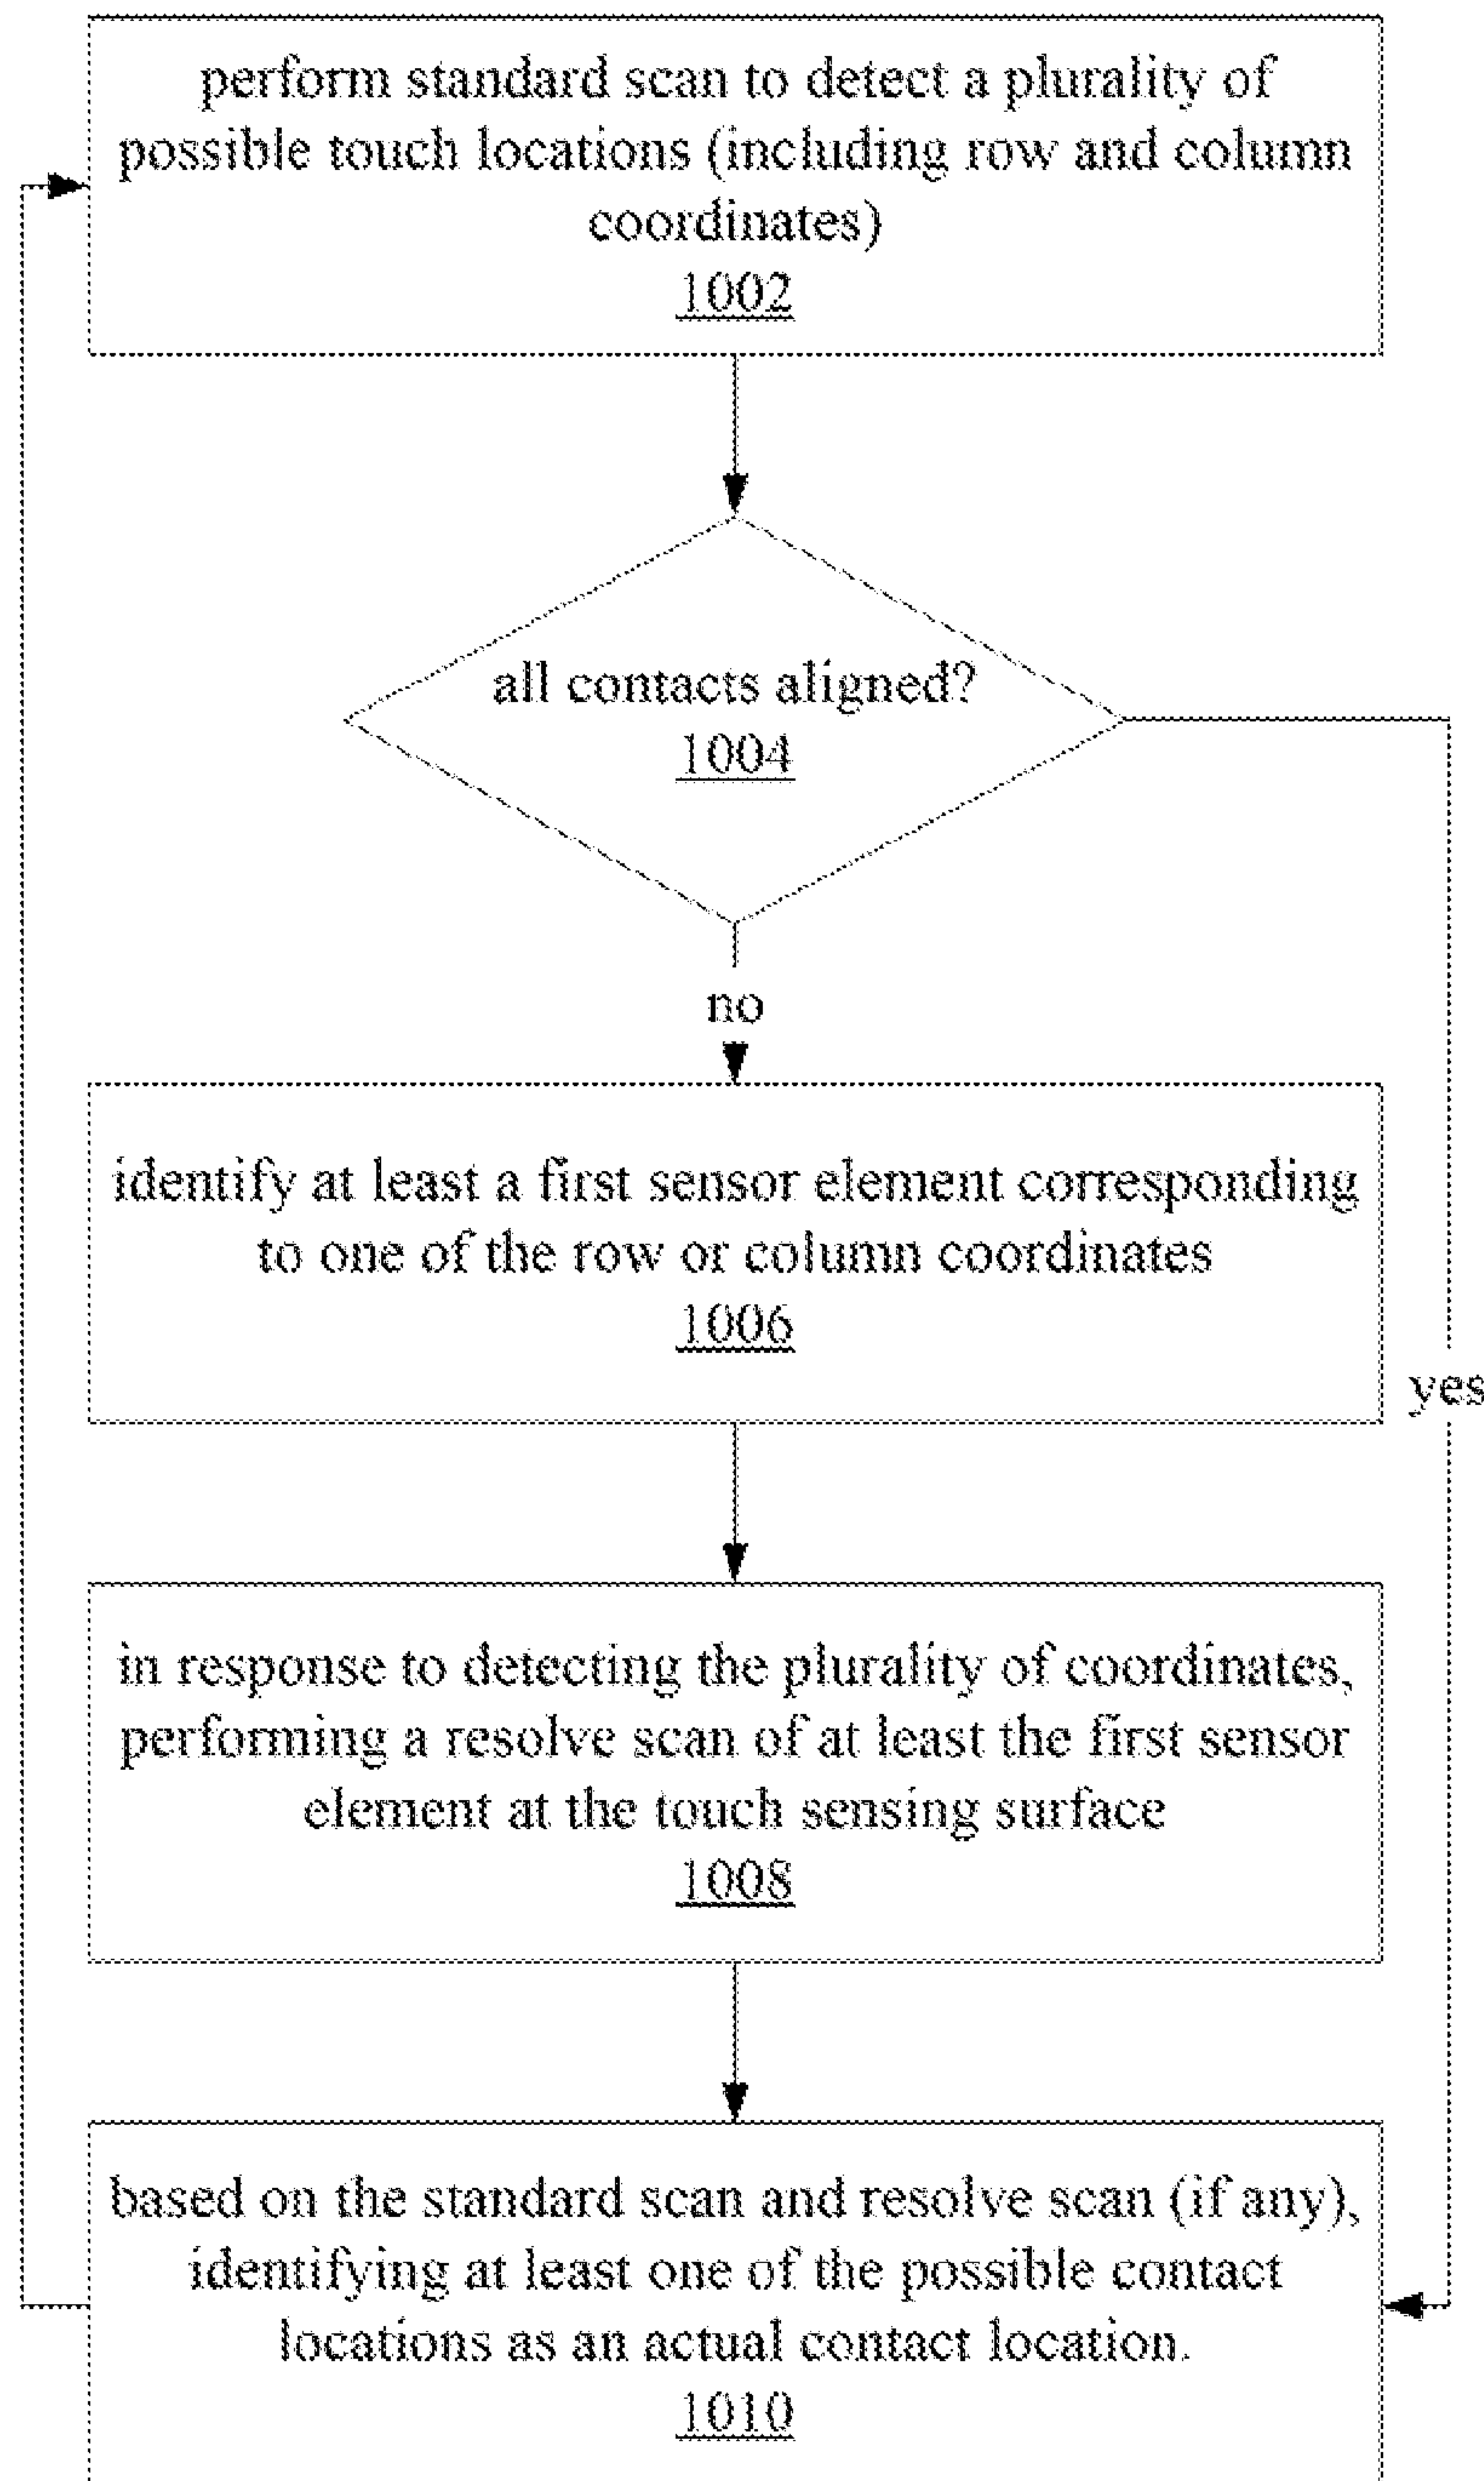 perform standard scan to detect a plurality of
possible touch locations (including row and column
coordinates)
1002
all contacts aligned?
1004
no
identify at least a first sensor element corresponding
to one of the row or column coordinates
1006
yes
in response to detecting the plurality of coordinates,
performing a resolve scan of at least the first sensor
element at the touch sensing surface
1008
based on the standard scan and resolve scan (if any),
identifying at least one of the possible contact
locations as an actual contact location.
1010